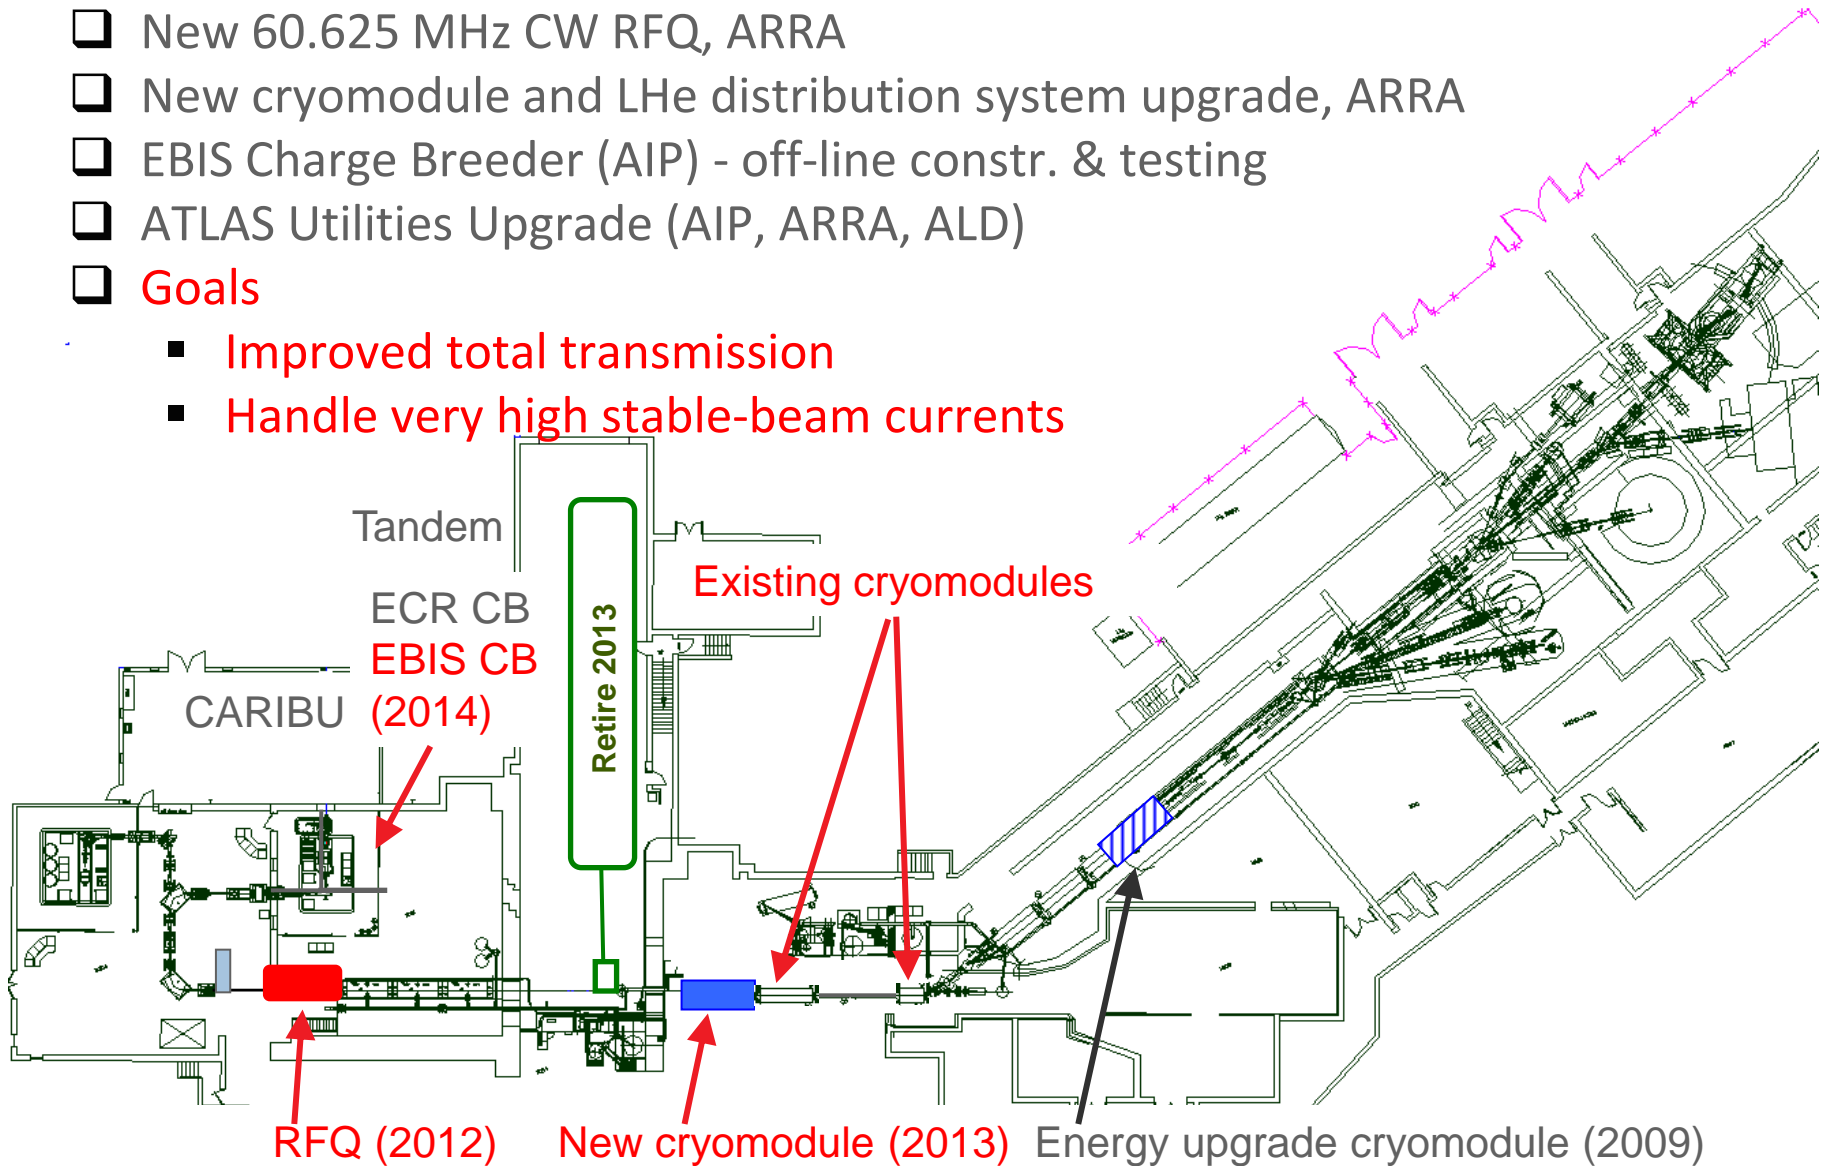 New 60.625 MHz CW RFQ, ARRA
New cryomodule and LHe distribution system upgrade, ARRA
EBIS Charge Breeder (AIP) - off-line constr. & testing
ATLAS Utilities Upgrade (AIP, ARRA, ALD)
Goals
Improved total transmission
Handle very high stable-beam currents
Tandem
ECR CB
EBIS CB
(2014)
CARIBU
Retire 2013
Existing cryomodules
RFQ (2012)
New cryomodule (2013)
Energy upgrade cryomodule (2009)